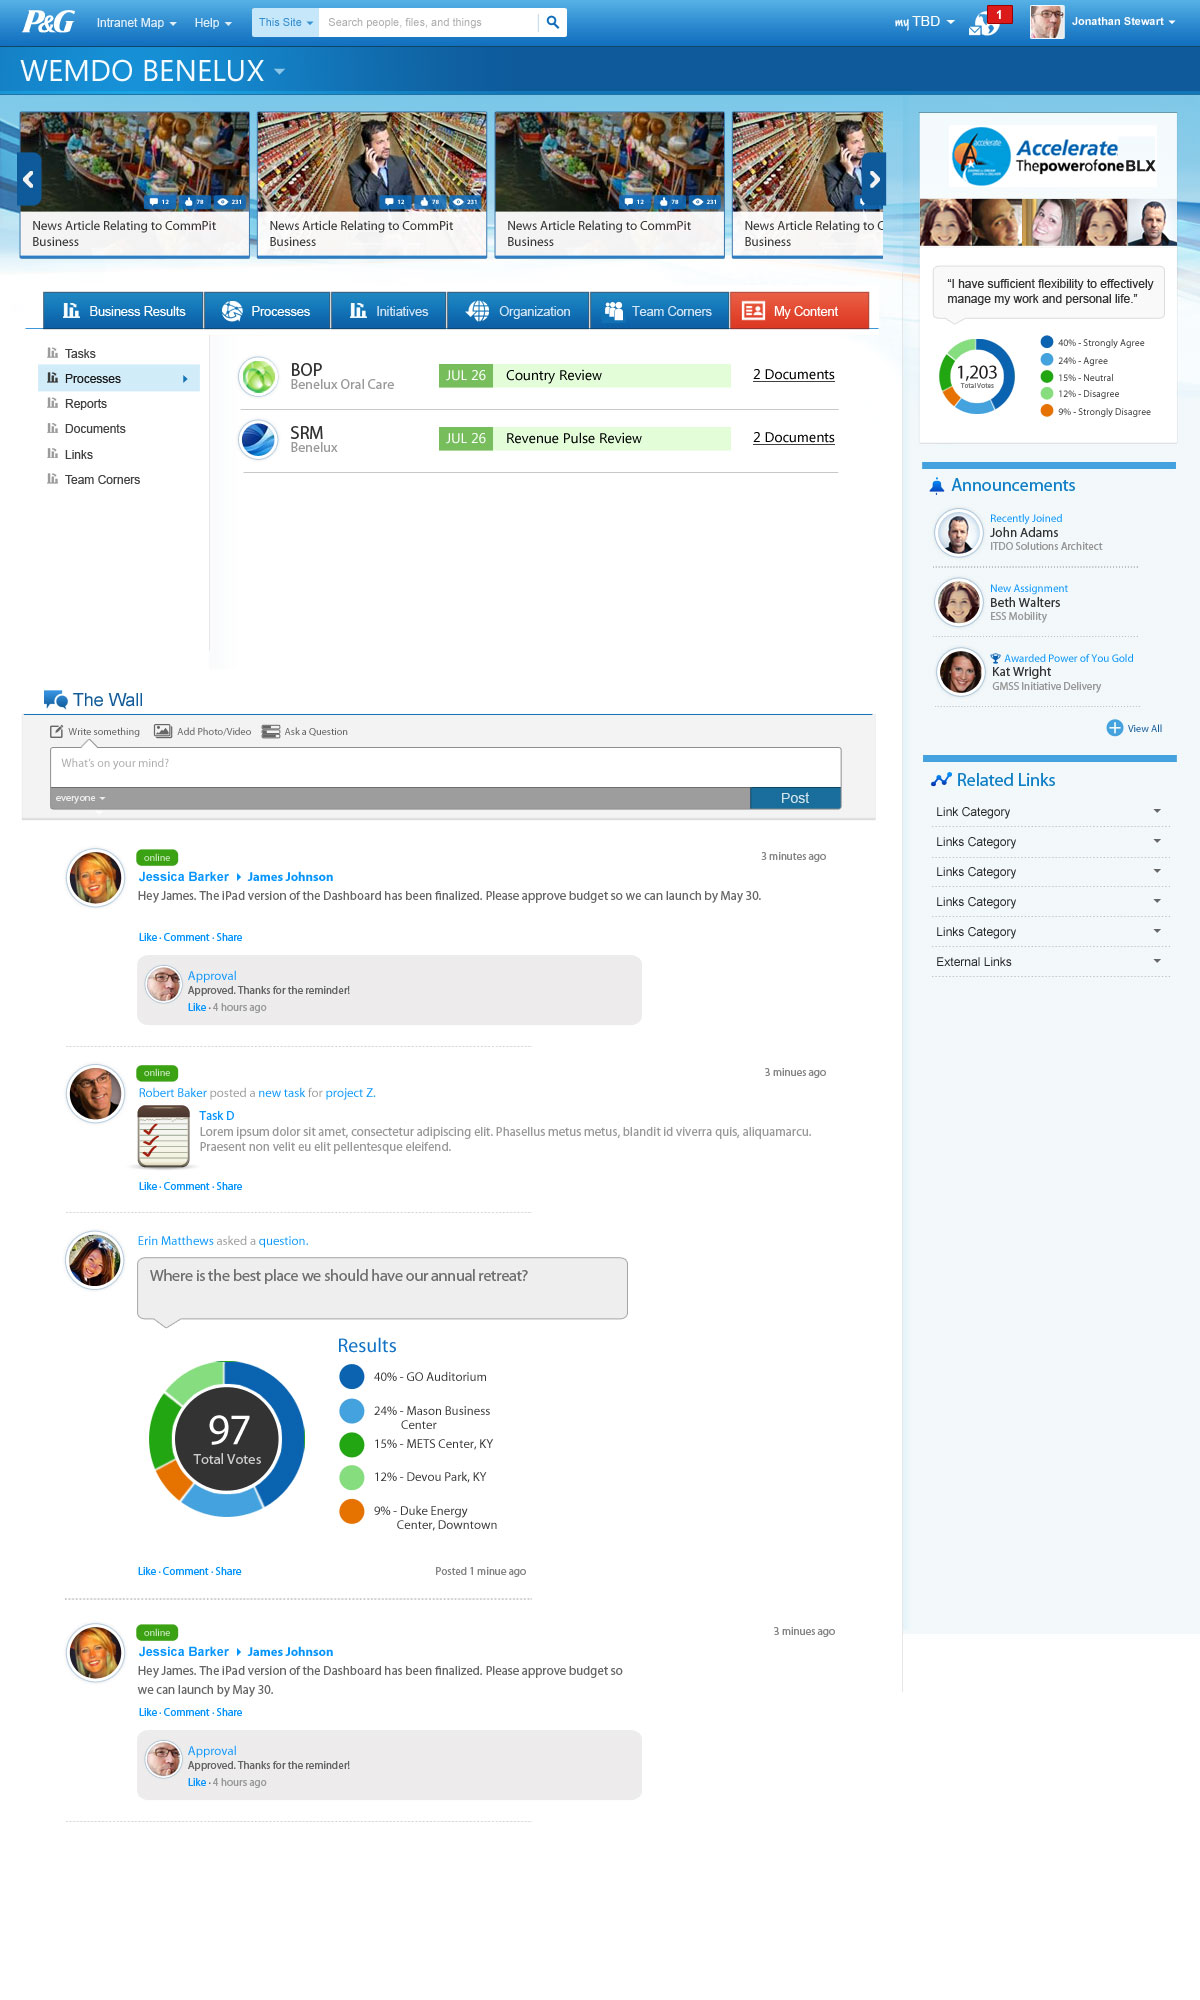 P&G
Intranet Map
Help
This Site
Search people, files, and things
my TBD
1
Jonathan Stewart
WEMDO BENELUX
12 78 231
News Article Relating to CommPit
Business
12 78 231
News Article Relating to CommPit
Business
12 78 231
News Article Relating to CommPit
Business
News Article Relating to C
Business
Business Results
Processes
Initiatives
Organization
Team Corners
My Content
Tasks
Processes
Reports
Documents
Links
Team Corners
BOP
Benelux Oral Care
JUL 26
Country Review
2 Documents
SRM
Benelux
JUL 26
Revenue Pulse Review
2 Documents
accelerate
Accelerate
ThepowerofoneBLX
“I have sufficient flexibility to effectively
manage my work and personal life.”
1,203
Total Votes
40% - Strongly Agree
24% - Agree
15% - Neutral
12% - Disagree
9% - Strongly Disagree
Announcements
Recently Joined
John Adams
ITDO Solutions Architect
New Assignment
Beth Walters
ESS Mobility
Awarded Power of You Gold
Kat Wright
GMSS Initiative Delivery
View All
Related Links
Link Category
Links Category
Links Category
Links Category
Links Category
External Links
The Wall
Write something
Add Photo/Video
Ask a Question
What's on your mind?
everyone
Post
online
3 minutes ago
Jessica Barker James Johnson
Hey James. The iPad version of the Dashboard has been finalized. Please approve budget so we can launch by May 30.
Like · Comment · Share
Approval
Approved. Thanks for the reminder!
Like · 4 hours ago
online
3 minues ago
Robert Baker posted a new task for project Z.
Task D
Lorem ipsum dolor sit amet, consectetur adipiscing elit. Phasellus metus metus, blandit id viverra quis, aliquamarcu.
Praesent non velit eu elit pellentesque eleifend.
Like · Comment · Share
Erin Matthews asked a question.
Where is the best place we should have our annual retreat?
Results
97
Total Votes
40% - GO Auditorium
24% - Mason Business
Center
15% - METS Center, KY
12% - Devou Park, KY
9% - Duke Energy
Center, Downtown
Like · Comment · Share
Posted 1 minue ago
online
3 minues ago
Jessica Barker James Johnson
Hey James. The iPad version of the Dashboard has been finalized. Please approve budget so
we can launch by May 30.
Like · Comment · Share
Approval
Approved. Thanks for the reminder!
Like · 4 hours ago